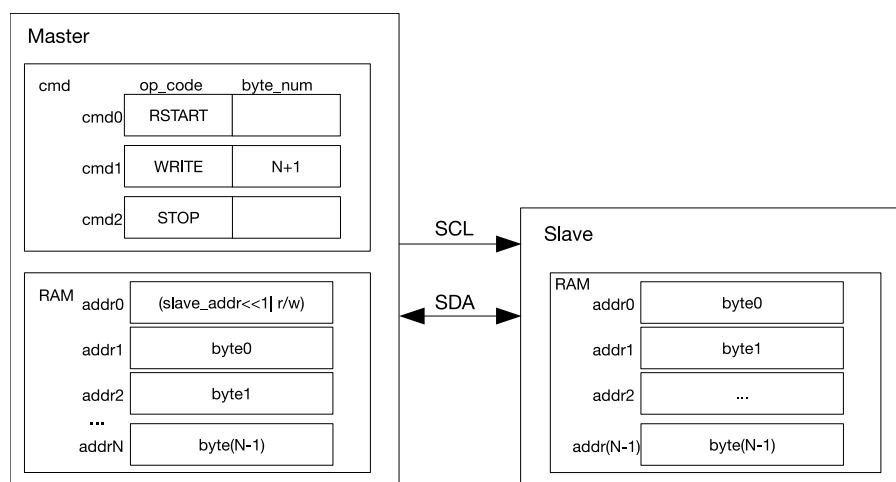 Master
cmd op_code byte_num
cmd0 RSTART
cmd1 WRITE N+1
cmd2 STOP
RAM
addr0 (slave_addr<<1| r/w)
addr1 byte0
addr2 byte1
...
addrN byte(N-1)
SCL
SDA
Slave
RAM
addr0 byte0
addr1 byte1
addr2 ...
addr(N-1) byte(N-1)